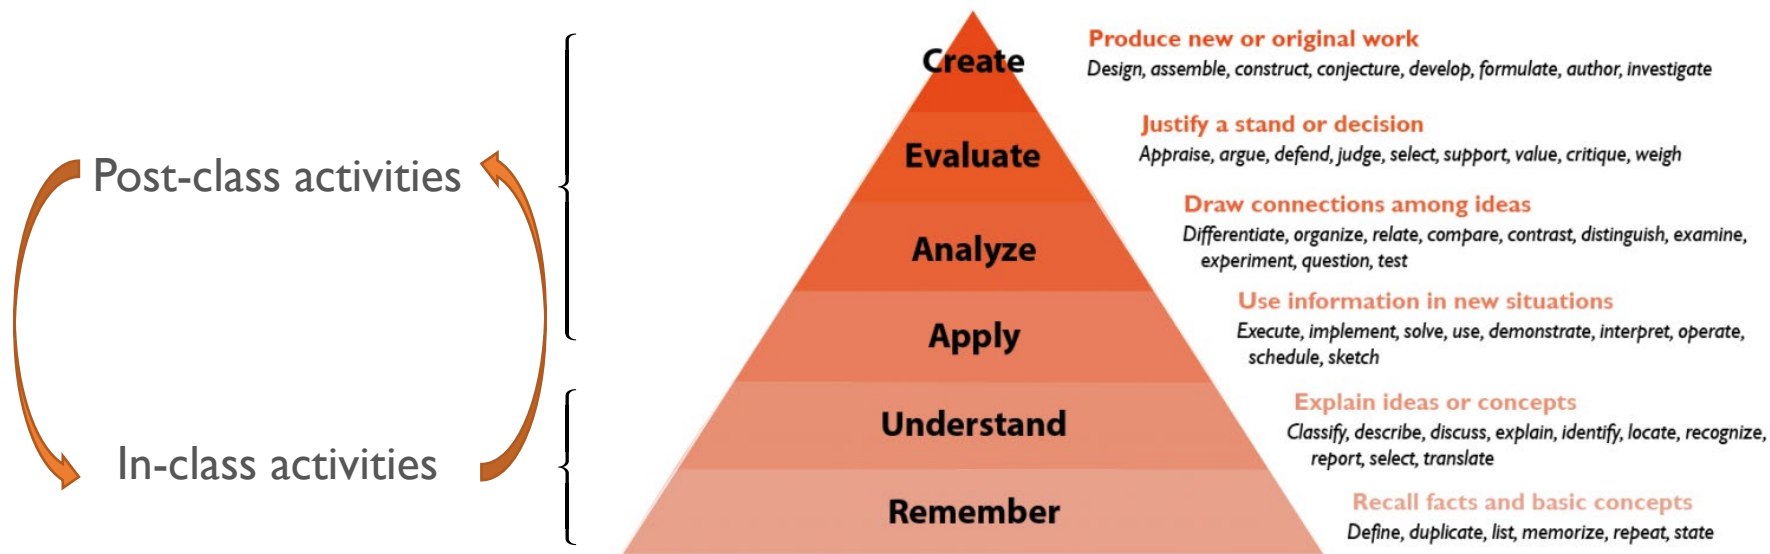 Post-class activities
In-class activities
Create
Produce new or original work
Design, assemble, construct, conjecture, develop, formulate, author, investigate
Evaluate
Justify a stand or decision
Appraise, argue, defend, judge, select, support, value, critique, weigh
Analyze
Draw connections among ideas
Differentiate, organize, relate, compare, contrast, distinguish, examine,
experiment, question, test
Apply
Use information in new situations
Execute, implement, solve, use, demonstrate, interpret, operate,
schedule, sketch
Understand
Explain ideas or concepts
Classify, describe, discuss, explain, identify, locate, recognize,
report, select, translate
Remember
Recall facts and basic concepts
Define, duplicate, list, memorize, repeat, state